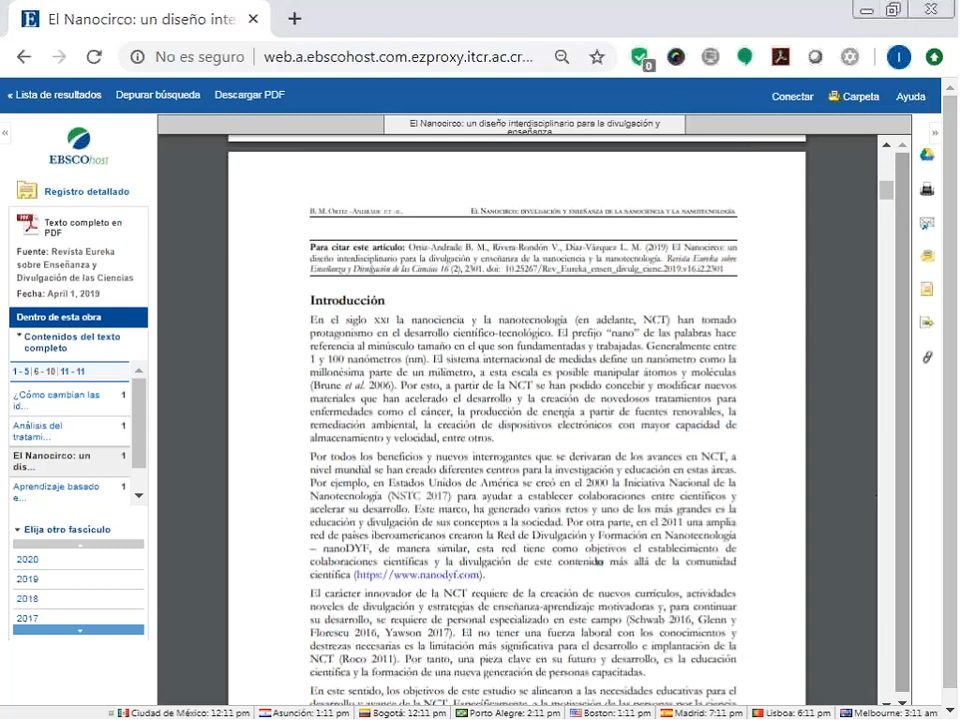 El Nanocirco: un diseño inte
No es seguro
web.a.ebscohost.com.ezproxy.itcr.ac.cr...
0
I
« Lista de resultados
Depurar búsqueda
Descargar PDF
Conectar
Carpeta
Ayuda
El Nanocirco: un diseño interdisciplinario para la divulgación y
enseñanza
EBSCOhost
Registro detallado
Texto completo en
PDF
Fuente: Revista Eureka
sobre Enseñanza y
Divulgación de las Ciencias
Fecha: April 1, 2019
Dentro de esta obra
Contenidos del texto
completo
1 - 5 | 6 - 10 | 11 - 11
¿Cómo cambian las
id...
1
Análisis del
tratami...
1
El Nanocirco: un
dis...
1
Aprendizaje basado
e...
1
Elija otro fascículo
2020
2019
2018
2017
B. M. ORTIZ-ANDRADE ET AL.
EL NANOCIRCO: DIVULGACIÓN Y ENSEÑANZA DE LA NANOCIENCIA Y LA NANOTECNOLOGÍA
Para citar este artículo: Ortiz-Andrade B. M., Rivera-Rondón V., Díaz-Vázquez L. M. (2019) El Nanocirco: un
diseño interdisciplinario para la divulgación y enseñanza de la nanociencia y la nanotecnología. Revista Eureka sobre
Enseñanza y Divulgación de las Ciencias 16 (2), 2301. doi: 10.25267/Rev_Eureka_ensen_divulg_cienc.2019.v16.i2.2301
Introducción
En el siglo XXI la nanociencia y la nanotecnología (en adelante, NCT) han tomado
protagonismo en el desarrollo científico-tecnológico. El prefijo “nano” de las palabras hace
referencia al minúsculo tamaño en el que son fundamentadas y trabajadas. Generalmente entre
1 y 100 nanómetros (nm). El sistema internacional de medidas define un nanómetro como la
millonésima parte de un milímetro, a esta escala es posible manipular átomos y moléculas
(Brune et al. 2006). Por esto, a partir de la NCT se han podido concebir y modificar nuevos
materiales que han acelerado el desarrollo y la creación de novedosos tratamientos para
enfermedades como el cáncer, la producción de energía a partir de fuentes renovables, la
remediación ambiental, la creación de dispositivos electrónicos con mayor capacidad de
almacenamiento y velocidad, entre otros.
Por todos los beneficios y nuevos interrogantes que se derivaran de los avances en NCT, a
nivel mundial se han creado diferentes centros para la investigación y educación en estas áreas.
Por ejemplo, en Estados Unidos de América se creó en el 2000 la Iniciativa Nacional de la
Nanotecnología (NSTC 2017) para ayudar a establecer colaboraciones entre científicos y
acelerar su desarrollo. Este marco, ha generado varios retos y uno de los más grandes es la
educación y divulgación de sus conceptos a la sociedad. Por otra parte, en el 2011 una amplia
red de países iberoamericanos crearon la Red de Divulgación y Formación en Nanotecnología
– nanoDYF, de manera similar, esta red tiene como objetivos el establecimiento de
colaboraciones científicas y la divulgación de este contenido más allá de la comunidad
científica (https://www.nanodyf.com).
El carácter innovador de la NCT requiere de la creación de nuevos currículos, actividades
noveles de divulgación y estrategias de enseñanza-aprendizaje motivadoras y, para continuar
su desarrollo, se requiere de personal especializado en este campo (Schwab 2016, Glenn y
Florescu 2016, Yawson 2017). El no tener una fuerza laboral con los conocimientos y
destrezas necesarias es la limitación más significativa para el desarrollo e implantación de la
NCT (Roco 2011). Por tanto, una pieza clave en su futuro y desarrollo, es la educación
científica y la formación de una nueva generación de personas capacitadas.
En este sentido, los objetivos de este estudio se alinearon a las necesidades educativas para el
desarrollo y avance de la NCT. Específicamente, a la motivación por la ciencia
Ciudad de México: 12:11 pm
Asunción: 1:11 pm
Bogotá: 12:11 pm
Porto Alegre: 2:11 pm
Boston: 1:11 pm
Madrid: 7:11 pm
Lisboa: 6:11 pm
Melbourne: 3:11 am